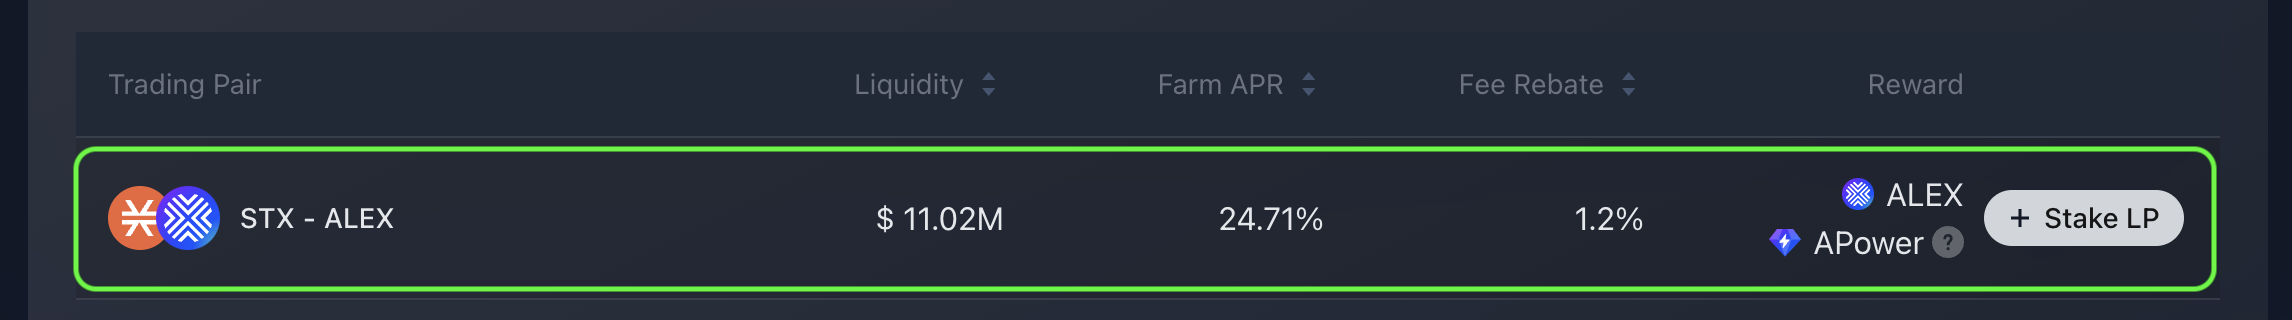 Trading Pair Liquidity Farm APR Fee Rebate Reward
STX - ALEX $ 11.02M 24.71% 1.2% ALEX
APower ?
+ Stake LP